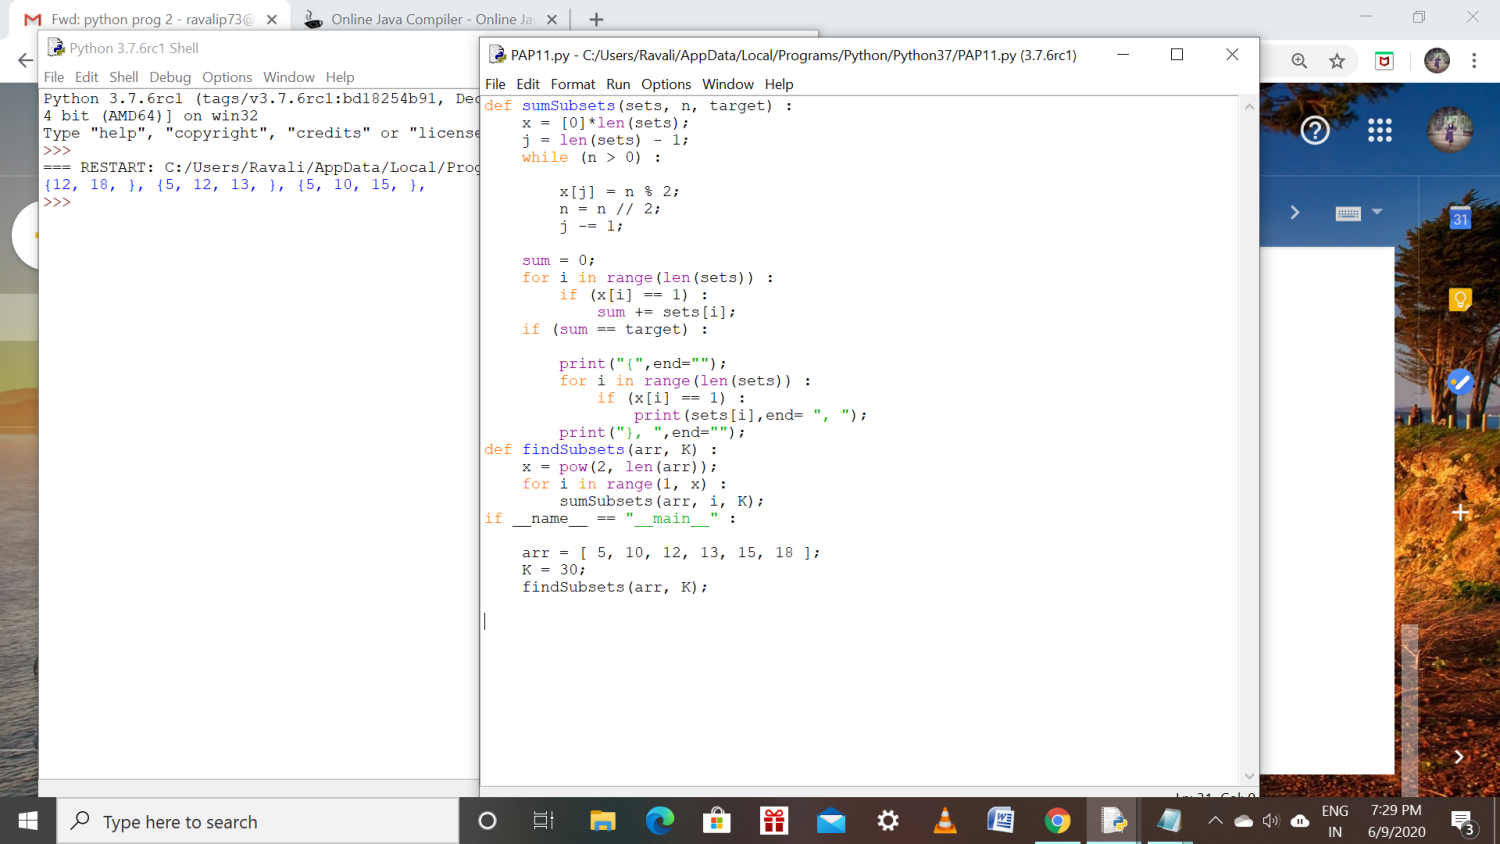 Fwd: python prog 2 - ravalip73@
Online Java Compiler - Online Ja
Python 3.7.6rc1 Shell
File Edit Shell Debug Options Window Help
Python 3.7.6rc1 (tags/v3.7.6rc1:bd18254b91, Dec
4 bit (AMD64)] on win32
Type "help", "copyright", "credits" or "license
>>>
=== RESTART: C:/Users/Ravali/AppData/Local/Prog
{12, 18, }, {5, 12, 13, }, {5, 10, 15, },
>>>
PAP11.py - C:/Users/Ravali/AppData/Local/Programs/Python/Python37/PAP11.py (3.7.6rc1)
File Edit Format Run Options Window Help
def sumSubsets(sets, n, target) :
x = [0]*len(sets);
j = len(sets) - 1;
while (n > 0) :
x[j] = n % 2;
n = n // 2;
j -= 1;
sum = 0;
for i in range(len(sets)) :
if (x[i] == 1) :
sum += sets[i];
if (sum == target) :
print("{",end="");
for i in range(len(sets)) :
if (x[i] == 1) :
print(sets[i],end= ", ");
print("}, ",end="");
def findSubsets(arr, K) :
x = pow(2, len(arr));
for i in range(1, x) :
sumSubsets(arr, i, K);
if __name__ == "__main__" :
arr = [ 5, 10, 12, 13, 15, 18 ];
K = 30;
findSubsets(arr, K);
31
Type here to search
ENG
IN
7:29 PM
6/9/2020
3